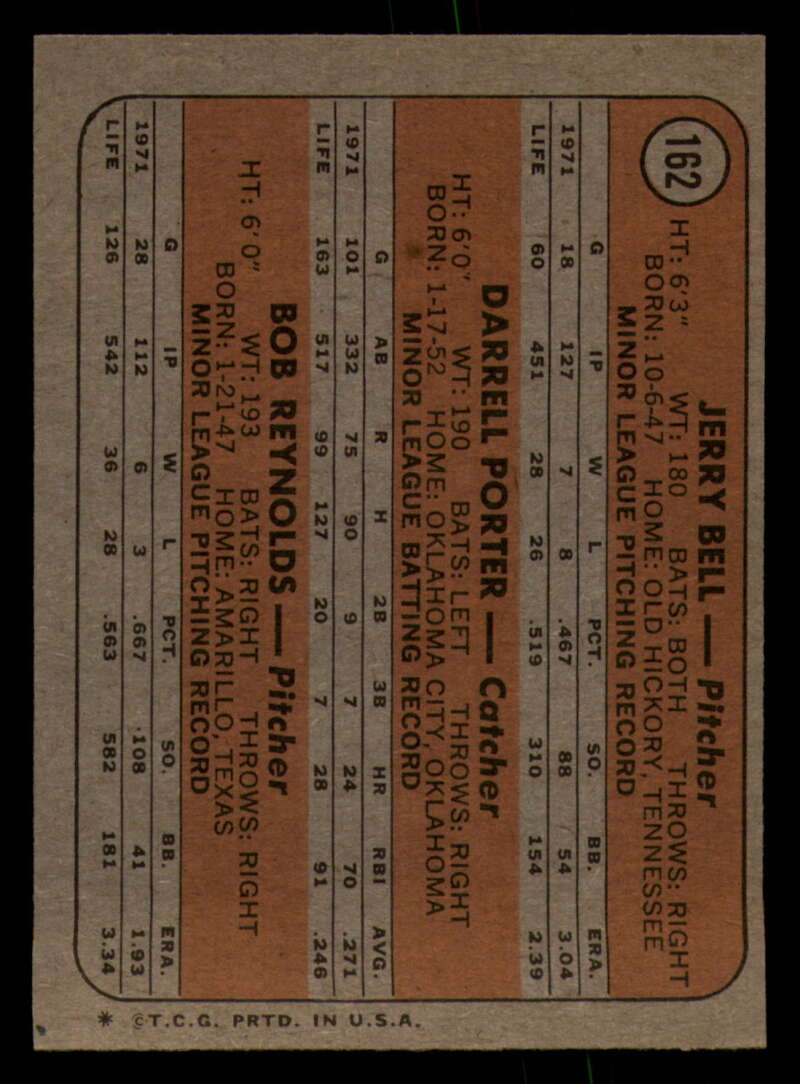 162
JERRY BELL — Pitcher
HT: 6'3" WT: 180 BATS: BOTH THROWS: RIGHT
BORN: 10-6-47 HOME: OLD HICKORY, TENNESSEE
MINOR LEAGUE PITCHING RECORD
G IP W L PCT. SO. BB. ERA.
1971 18 127 7 8 .467 88 54 3.04
LIFE 60 451 28 26 .519 310 154 2.39
DARRELL PORTER — Catcher
HT: 6'0" WT: 190 BATS: LEFT THROWS: RIGHT
BORN: 1-17-52 HOME: OKLAHOMA CITY, OKLAHOMA
MINOR LEAGUE BATTING RECORD
G AB R H 2B 3B HR RBI AVG.
1971 101 332 75 90 9 7 24 70 .271
LIFE 163 517 99 127 20 7 28 91 .246
BOB REYNOLDS — Pitcher
HT: 6'0" WT: 193 BATS: RIGHT THROWS: RIGHT
BORN: 1-21-47 HOME: AMARILLO, TEXAS
MINOR LEAGUE PITCHING RECORD
G IP W L PCT. SO. BB. ERA.
1971 28 112 6 3 .667 108 41 1.93
LIFE 126 542 36 28 .563 582 181 3.34
* ©T.C.G. PRTD. IN U.S.A.